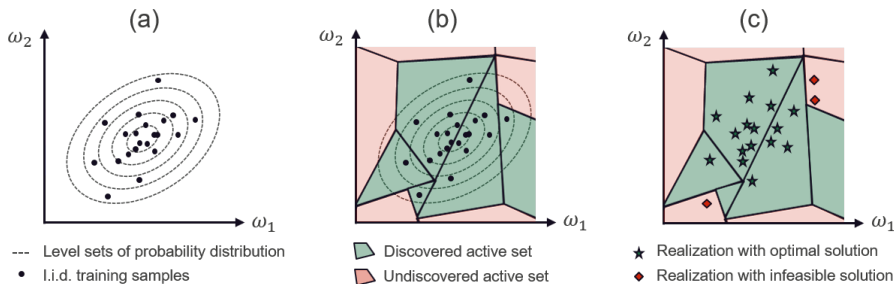 (a)
(b)
(c)
ω₂
ω₂
ω₂
ω₁
ω₁
ω₁
Level sets of probability distribution
I.i.d. training samples
Discovered active set
Undiscovered active set
Realization with optimal solution
Realization with infeasible solution